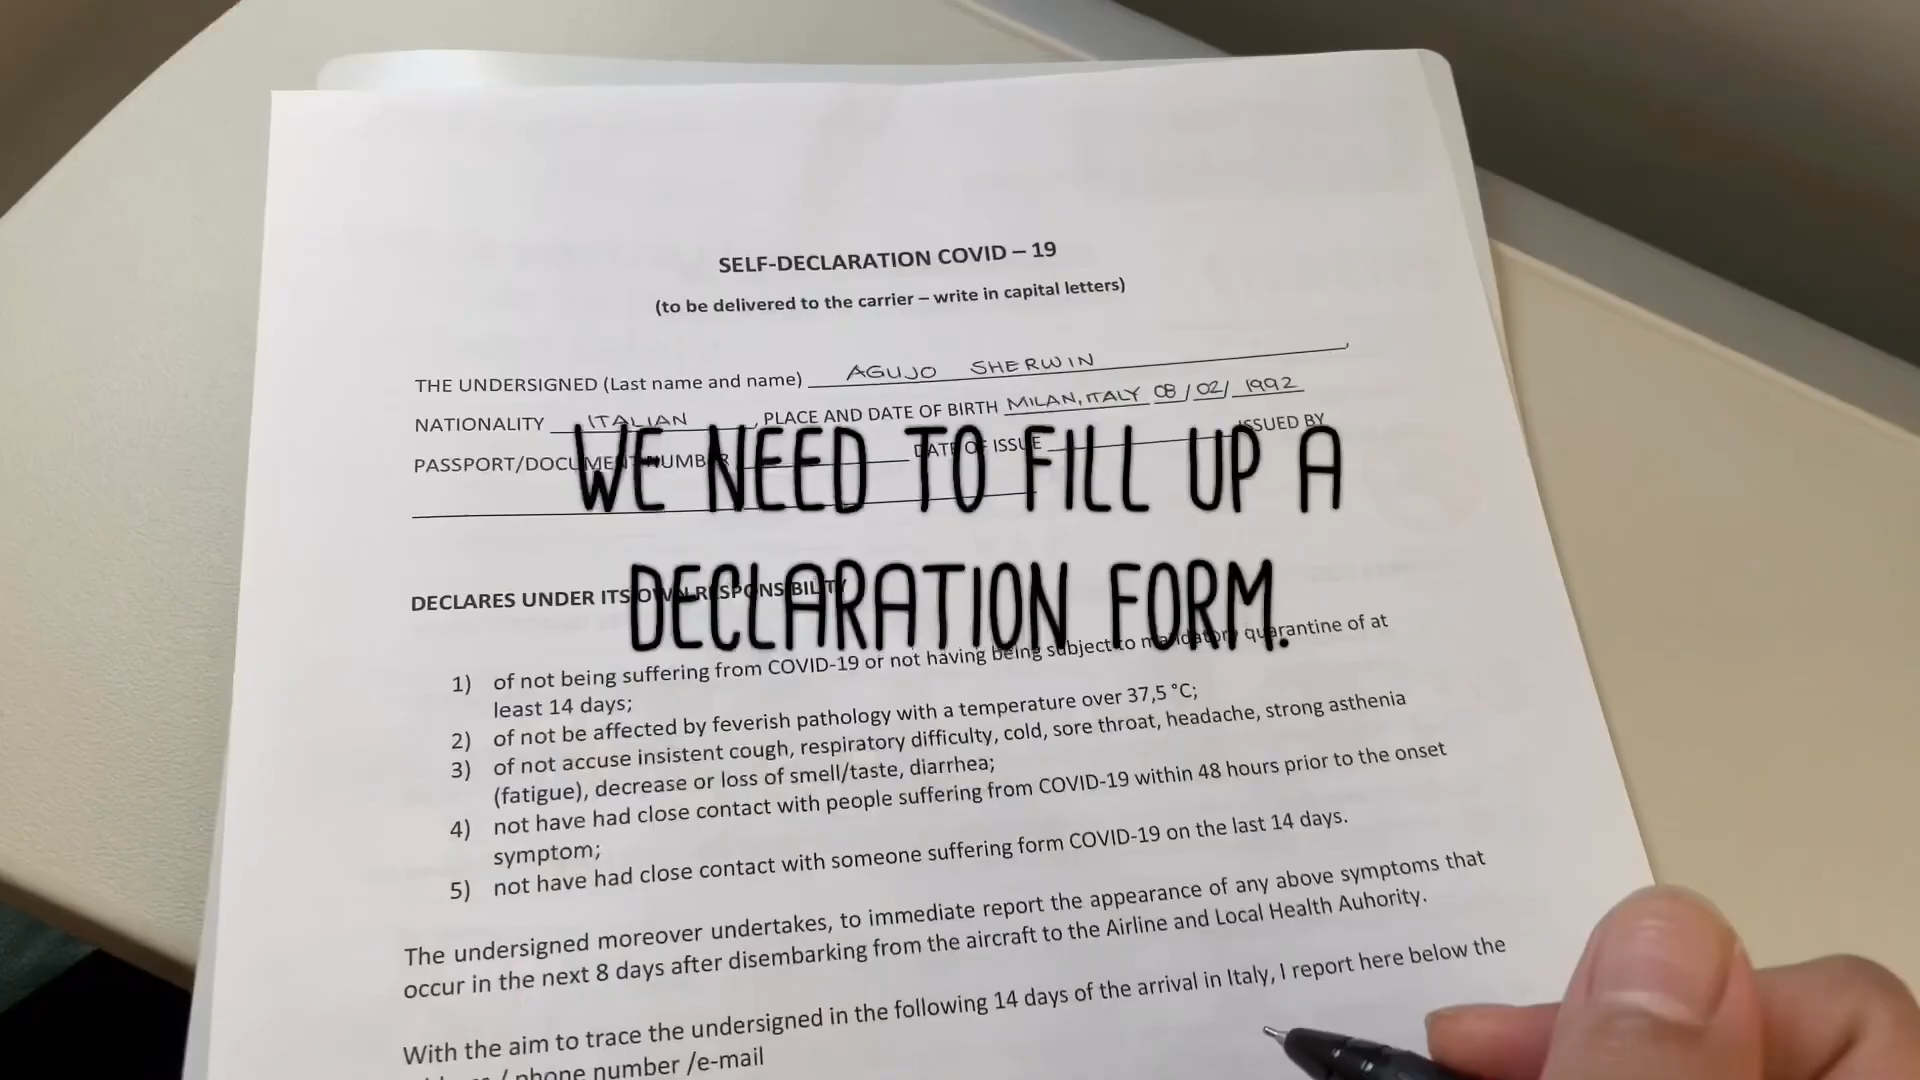 SELF-DECLARATION COVID – 19
(to be delivered to the carrier – write in capital letters)
THE UNDERSIGNED (Last name and name) AGUJO SHERWIN
NATIONALITY ITALIAN, PLACE AND DATE OF BIRTH MILAN, ITALY 08/02/1992
PASSPORT/DOCUMENT NUMBER DATE OF ISSUE ISSUED BY
WE NEED TO FILL UP A
DECLARATION FORM.
DECLARES UNDER ITS OWN RESPONSIBILITY
1) of not being suffering from COVID-19 or not having being subject to mandatory quarantine of at
least 14 days;
2) of not be affected by feverish pathology with a temperature over 37,5 °C;
3) of not accuse insistent cough, respiratory difficulty, cold, sore throat, headache, strong asthenia
(fatigue), decrease or loss of smell/taste, diarrhea;
4) not have had close contact with people suffering from COVID-19 within 48 hours prior to the onset
symptom;
5) not have had close contact with someone suffering form COVID-19 on the last 14 days.
The undersigned moreover undertakes, to immediate report the appearance of any above symptoms that
occur in the next 8 days after disembarking from the aircraft to the Airline and Local Health Auhority.
With the aim to trace the undersigned in the following 14 days of the arrival in Italy, I report here below the
/ phone number /e-mail